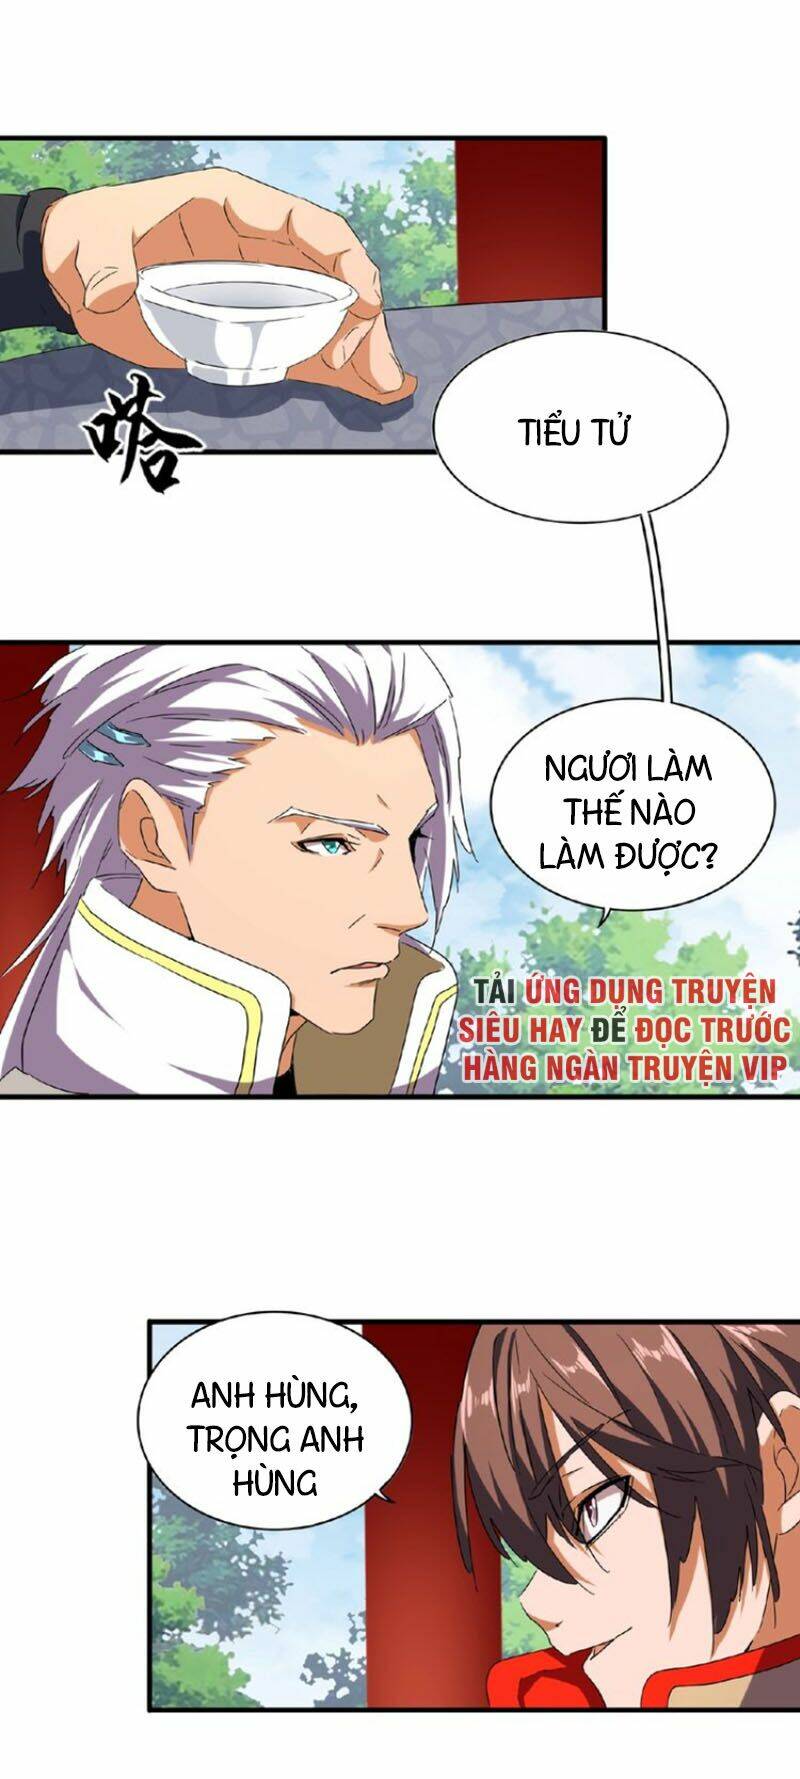 嗒
TIỂU TỬ
NGƯƠI LÀM
THẾ NÀO
LÀM ĐƯỢC?
TẢI ỨNG DỤNG TRUYỆN
SIÊU HAY ĐỂ ĐỌC TRƯỚC
HÀNG NGÀN TRUYỆN VIP
ANH HÙNG,
TRỌNG ANH
HÙNG